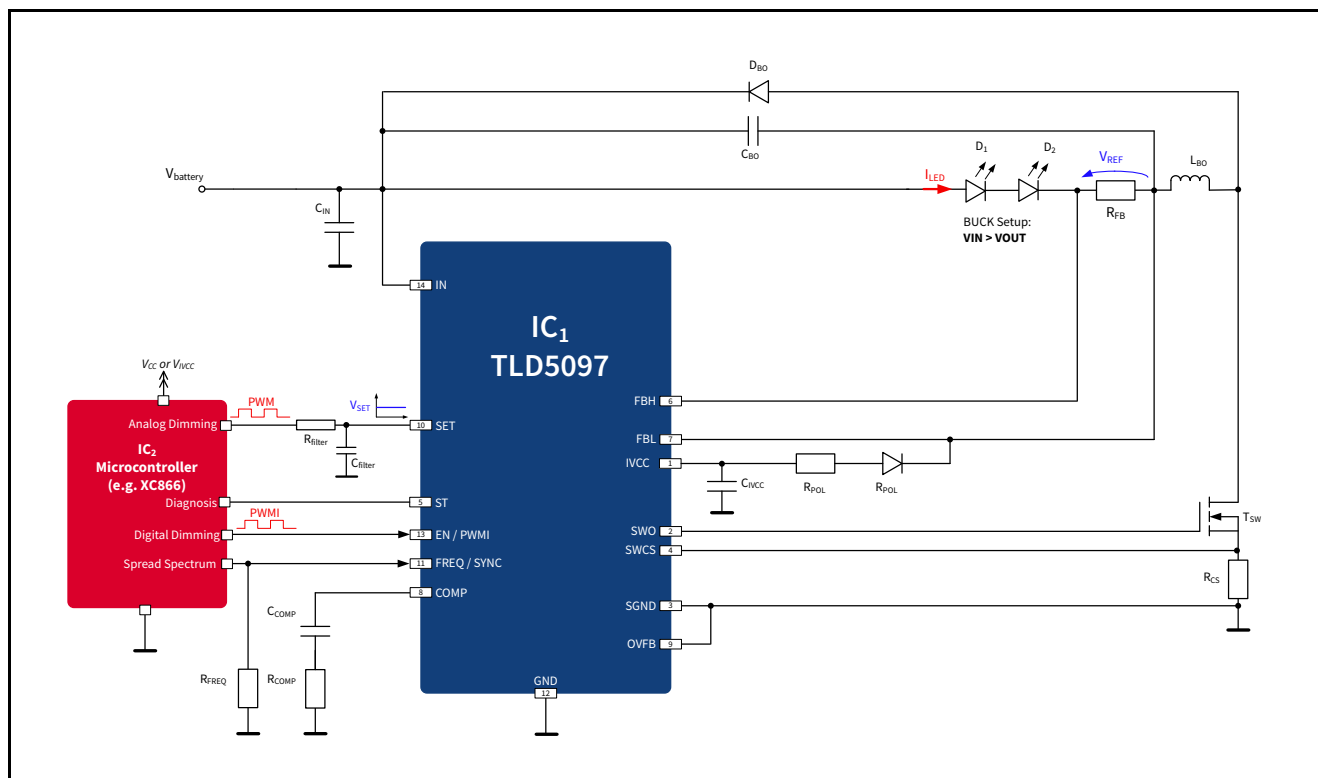 DBO
CBO
D1
D2
VREF
LBO
Vbattery
ILED
RFB
CIN
BUCK Setup:
VIN > VOUT
14
IN
IC1
TLD5097
VCC or VIVCC
PWM
VSET
FBH
6
Analog Dimming
10
SET
Rfilter
Cfilter
IC2
Microcontroller
(e.g. XC866)
FBL
7
IVCC
1
CIVCC
RPOL
RPOL
Diagnosis
5
ST
PWMI
Digital Dimming
13
EN / PWMI
SWO
2
TSW
SWCS
4
Spread Spectrum
11
FREQ / SYNC
RCS
8
COMP
SGND
3
CCOMP
OVFB
9
RFREQ
RCOMP
GND
12